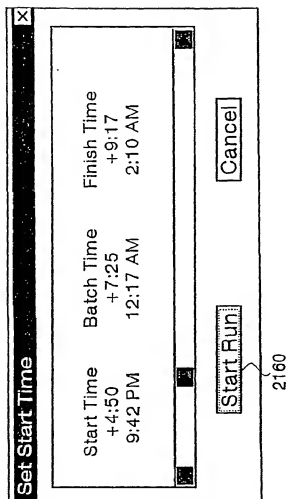 Set Start Time X
Start Time Batch Time Finish Time
+4:50 +7:25 +9:17
9:42 PM 12:17 AM 2:10 AM
Start Run Cancel
2160